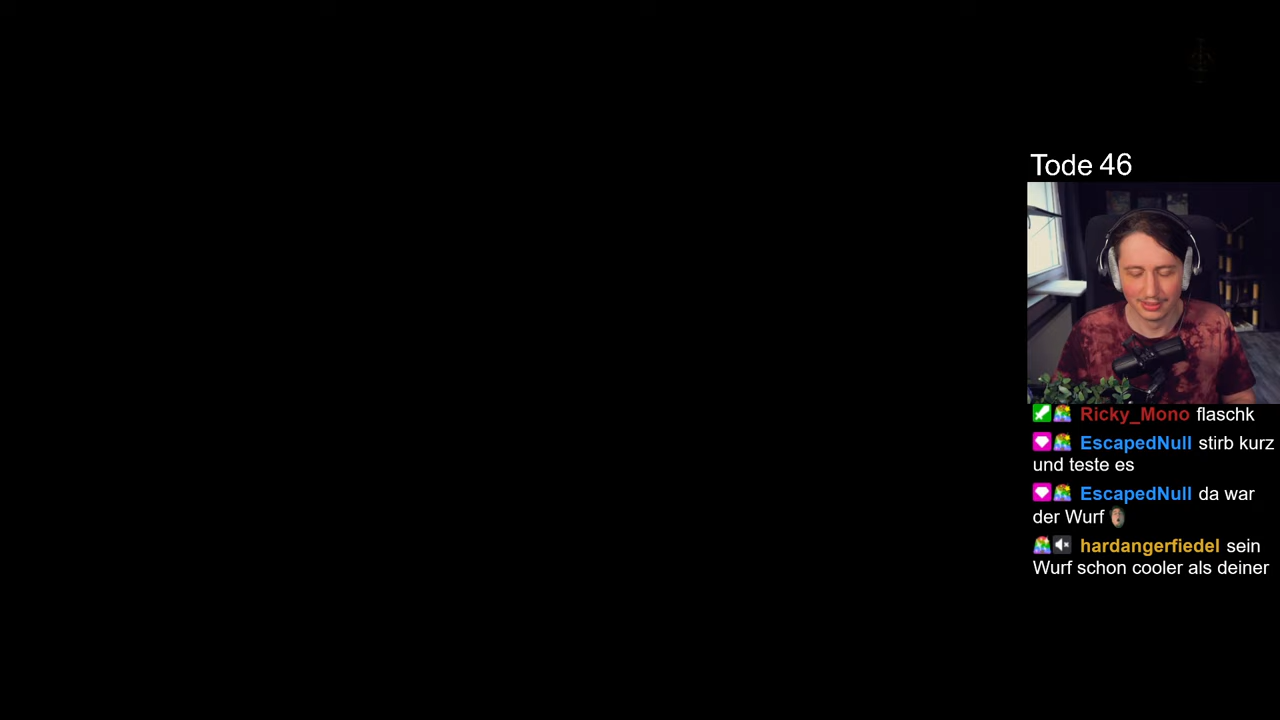 Tode 46
Ricky_Mono flaschk
EscapedNull stirb kurz
und teste es
EscapedNull da war
der Wurf
hardangerfiedel sein
Wurf schon cooler als deiner